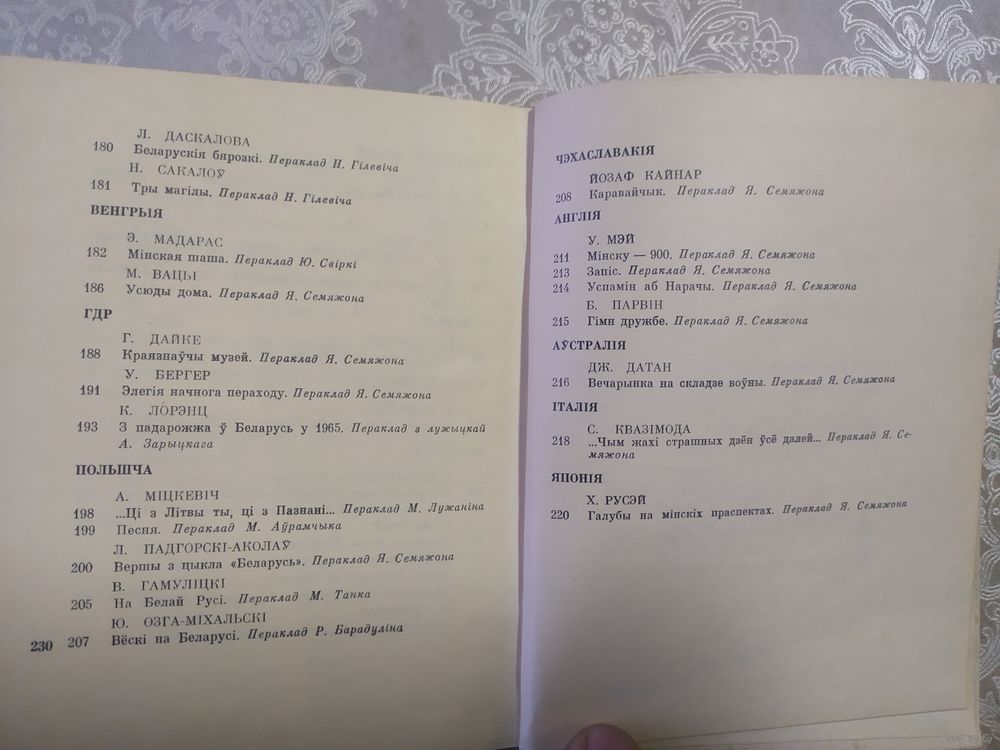 Л. ДАСКАЛОВА
180 Беларускія бярозкі. Пераклад Н. Гілевіча
Н. САКАЛОЎ
181 Тры магілы. Пераклад Н. Гілевіча
ВЕНГРЫЯ
Э. МАДАРАС
182 Мінская шаша. Пераклад Ю. Свіркі
М. ВАЦЫ
186 Усюды дома. Пераклад Я. Семяжона
ГДР
Г. ДАЙКЕ
188 Краязнаўчы музей. Пераклад Я. Семяжона
У. БЕРГЕР
191 Элегія начнога пераходу. Пераклад Я. Семяжона
К. ЛОРЭНЦ
193 З падарожжа ў Беларусь у 1965. Пераклад з лужыцкай
А. Зарыцкага
ПОЛЬШЧА
А. МІЦКЕВІЧ
198 ...Ці з Літвы ты, ці з Пазнані... Пераклад М. Лужаніна
199 Песня. Пераклад М. Аўрамчыка
Л. ПАДГОРСКІ-АКОЛАЎ
200 Вершы з цыкла «Беларусь». Пераклад Я. Семяжона
В. ГАМУЛІЦКІ
205 На Белай Русі. Пераклад М. Танка
Ю. ОЗГА-МІХАЛЬСКІ
207 Вёскі на Беларусі. Пераклад Р. Барадуліна
230
ЧЭХАСЛАВАКІЯ
ЙОЗАФ КАЙНАР
208 Каравайчык. Пераклад Я. Семяжона
АНГЛІЯ
У. МЭЙ
211 Мінску — 900. Пераклад Я. Семяжона
213 Запіс. Пераклад Я. Семяжона
214 Успамін аб Нарачы. Пераклад Я. Семяжона
Б. ПАРВІН
215 Гімн дружбе. Пераклад Я. Семяжона
АЎСТРАЛІЯ
ДЖ. ДАТАН
216 Вечарынка на складзе воўны. Пераклад Я. Семяжона
ІТАЛІЯ
С. КВАЗІМОДА
218 ...Чым жахі страшных дзён ўсё далей... Пераклад Я. Се-
мяжона
ЯПОНІЯ
Х. РУСЭЙ
220 Галубы на мінскіх праспектах. Пераклад Я. Семяжона